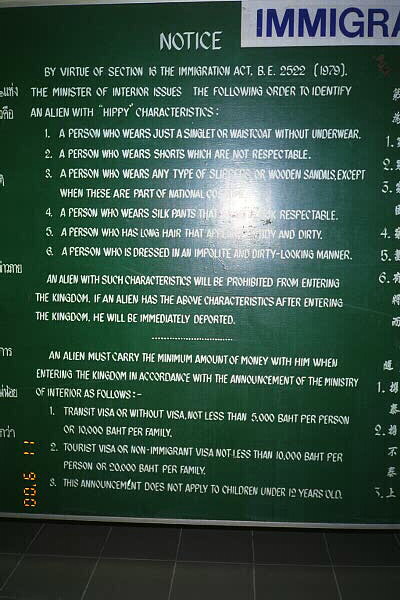 IMMIGRA
NOTICE
BY VIRTUE OF SECTION 16 THE IMMIGRATION ACT, B.E. 2522 (1979).
THE MINISTER OF INTERIOR ISSUES THE FOLLOWING ORDER TO IDENTIFY
AN ALIEN WITH "HIPPY" CHARACTERISTICS :
1. A PERSON WHO WEARS JUST A SINGLET OR WAISTCOAT WITHOUT UNDERWEAR.
2. A PERSON WHO WEARS SHORTS WHICH ARE NOT RESPECTABLE.
3. A PERSON WHO WEARS ANY TYPE OF SLIPPERS OR WOODEN SANDALS, EXCEPT
WHEN THESE ARE PART OF NATIONAL
4. A PERSON WHO WEARS SILK PANTS THAT RESPECTABLE.
5. A PERSON WHO HAS LONG HAIR THAT AND DIRTY.
6. A PERSON WHO IS DRESSED IN AN IMPOLITE AND DIRTY-LOOKING MANNER.
AN ALIEN WITH SUCH CHARACTERISTICS WILL BE PROHIBITED FROM ENTERING
THE KINGDOM. IF AN ALIEN HAS THE ABOVE CHARACTERISTICS AFTER ENTERING
THE KINGDOM, HE WILL BE IMMEDIATELY DEPORTED.
AN ALIEN MUST CARRY THE MINIMUM AMOUNT OF MONEY WITH HIM WHEN
ENTERING THE KINGDOM IN ACCORDANCE WITH THE ANNOUNCEMENT OF THE MINISTRY
OF INTERIOR AS FOLLOWS : -
1. TRANSIT VISA OR WITHOUT VISA, NOT LESS THAN 5,000 BAHT PER PERSON
OR 10,000 BAHT PER FAMILY.
2. TOURIST VISA OR NON-IMMIGRANT VISA NOT LESS THAN 10,000 BAHT PER
PERSON OR 20,000 BAHT PER FAMILY.
3. THIS ANNOUNCEMENT DOES NOT APPLY TO CHILDREN UNDER 12 YEARS OLD.